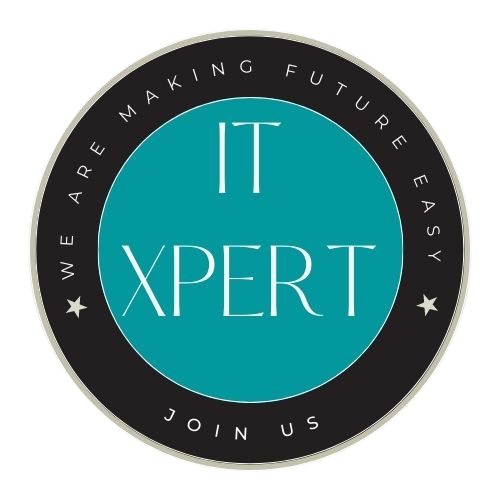 WE ARE MAKING FUTURE EASY
IT
XPERT
JOIN US